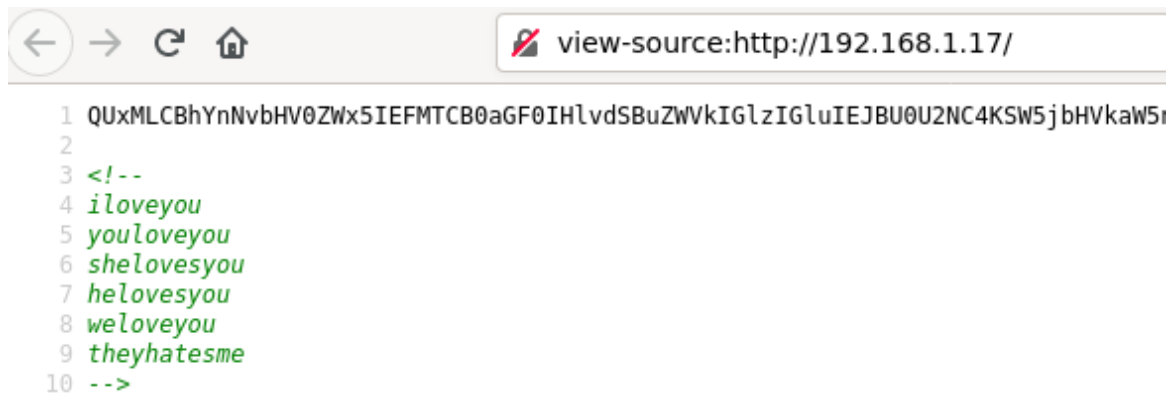 view-source:http://192.168.1.17/
1 QUxMLCBhYnNvbHV0ZWx5IEFMTCB0aGF0IHlvdSBuZWVkIGlzIGluIEJBU0U2NC4KSW5jbHVkaW5n
2
3 <!--
4 iloveyou
5 youloveyou
6 shelovesyou
7 helovesyou
8 weloveyou
9 theyhatesme
10 -->